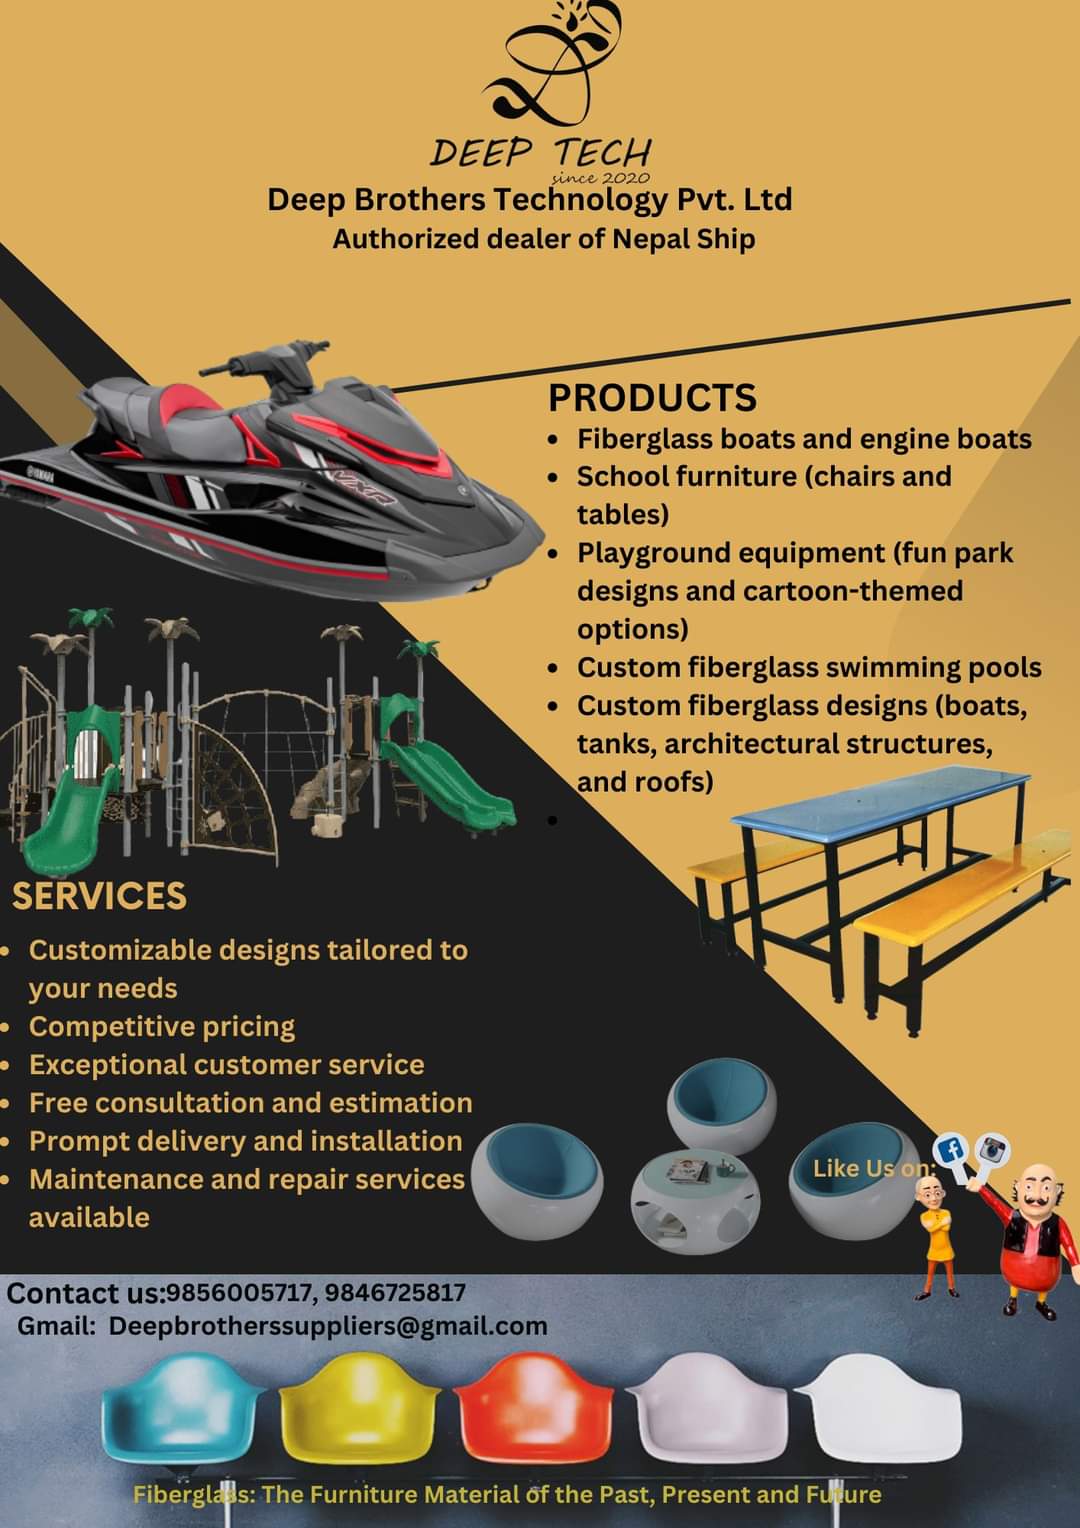 DEEP TECH
since 2020
Deep Brothers Technology Pvt. Ltd
Authorized dealer of Nepal Ship
PRODUCTS
• Fiberglass boats and engine boats
• School furniture (chairs and
tables)
• Playground equipment (fun park
designs and cartoon-themed
options)
• Custom fiberglass swimming pools
• Custom fiberglass designs (boats,
tanks, architectural structures,
and roofs)
•
YAMAHA
VXR
SERVICES
• Customizable designs tailored to
your needs
• Competitive pricing
• Exceptional customer service
• Free consultation and estimation
• Prompt delivery and installation
• Maintenance and repair services
available
Like Us on:
Contact us:9856005717, 9846725817
Gmail: Deepbrotherssuppliers@gmail.com
Fiberglass: The Furniture Material of the Past, Present and Future